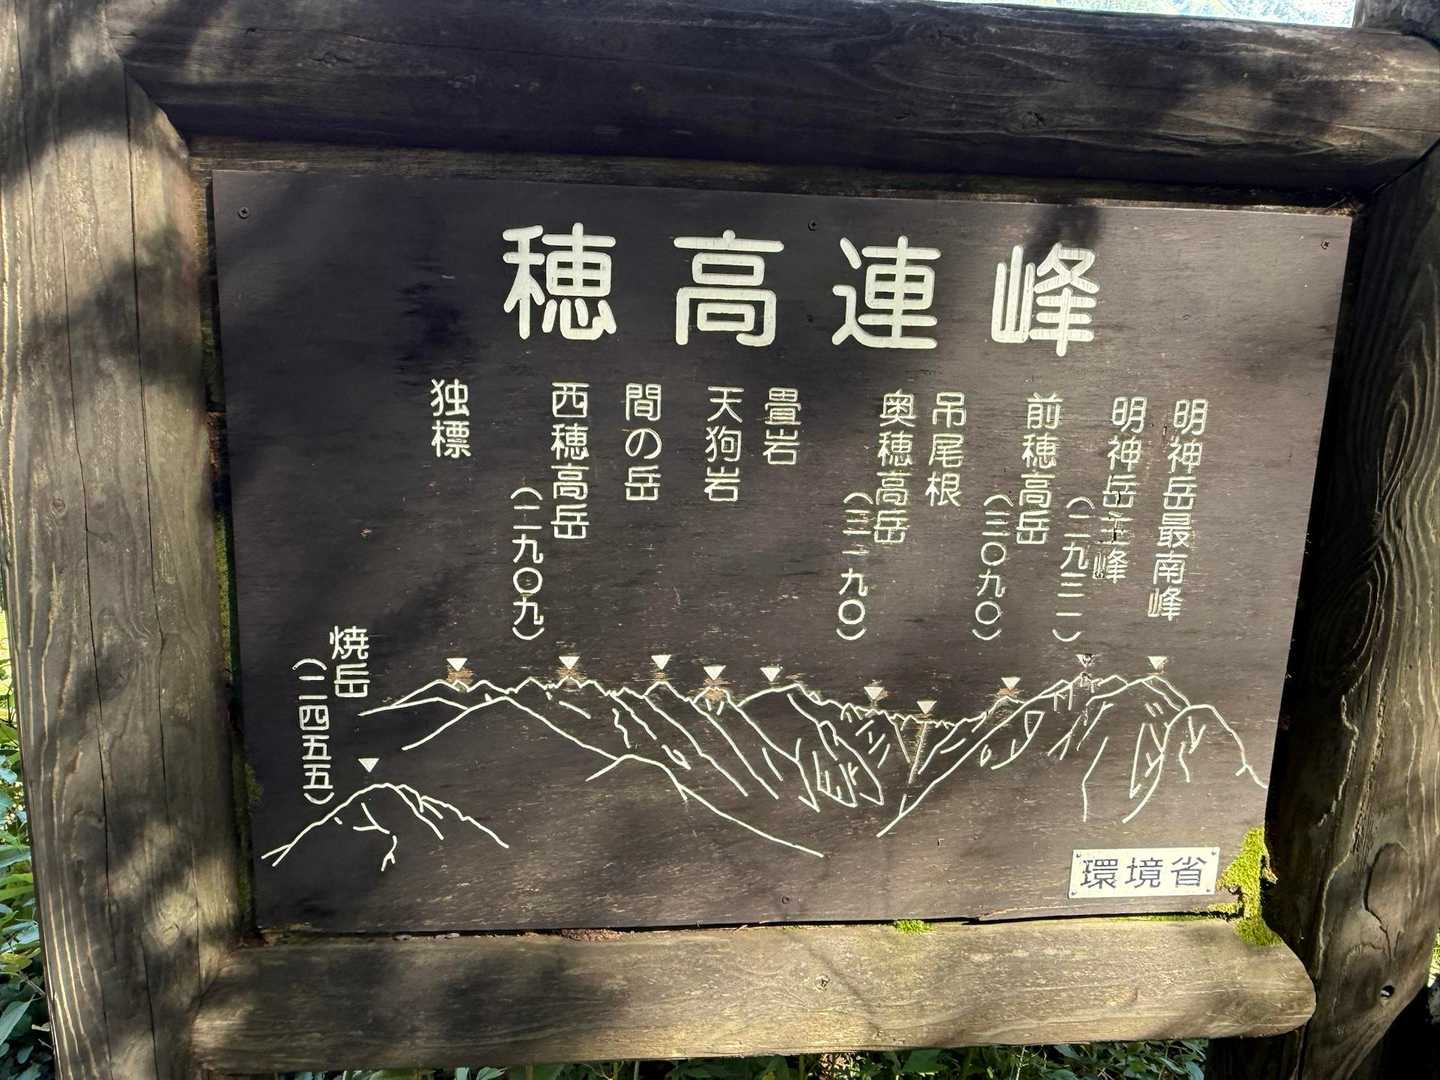 穂高連峰
明神岳最南峰
明神岳主峰
(二九三一)
前穂高岳
(三〇九〇)
吊尾根
奥穂高岳
(三一九〇)
畳岩
天狗岩
間の岳
西穂高岳
(二九〇九)
独標
焼岳
(二四五五)
環境省